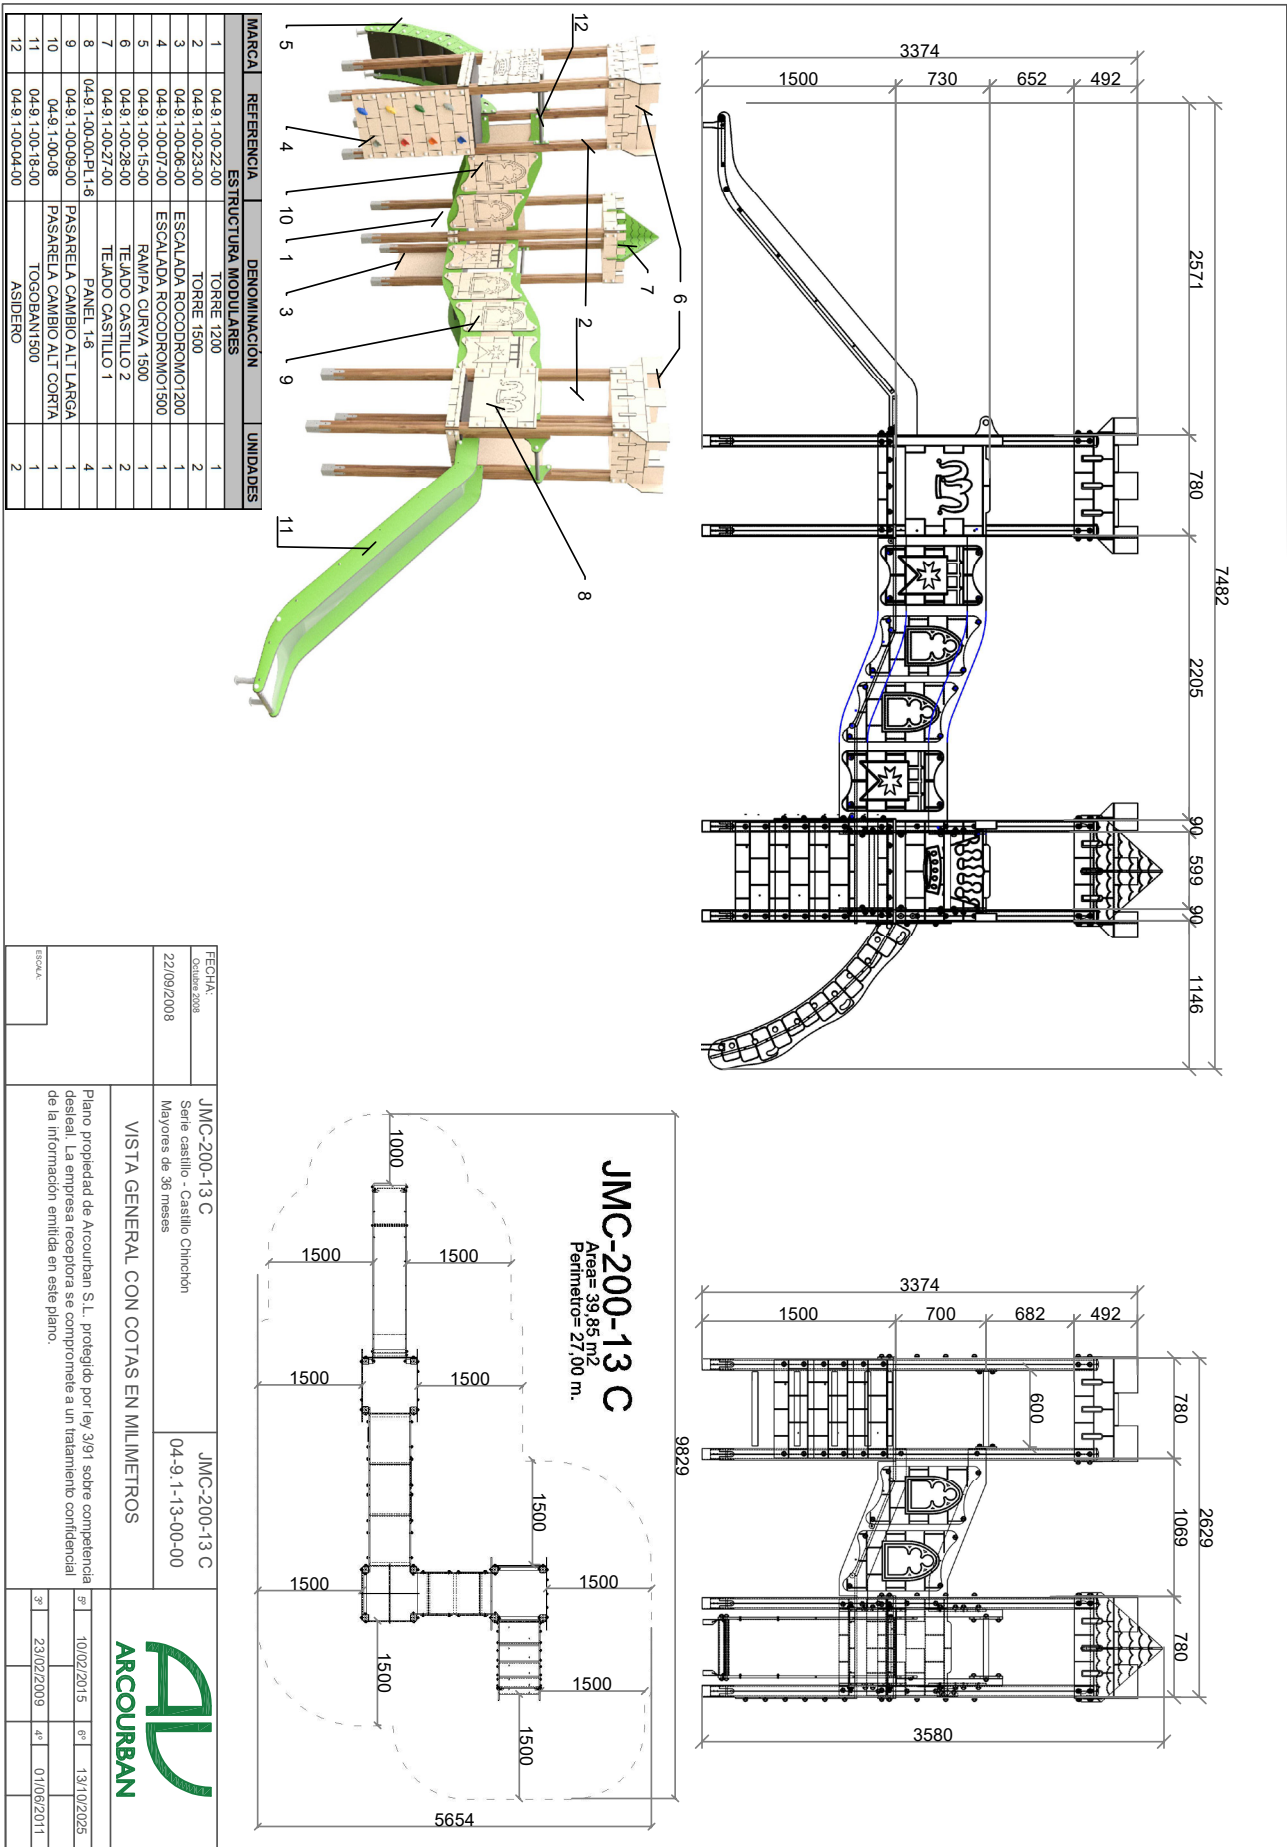 3374
1500 730 652 492
2571
780
2205
90
599
90
1146
7482
12
5
4
10
1
3
9
2
6
7
2
8
11
MARCA REFERENCIA DENOMINACIÓN UNIDADES
ESTRUCTURA MODULARES
1 04-9.1-00-22-00 TORRE 1200 1
2 04-9.1-00-23-00 TORRE 1500 2
3 04-9.1-00-06-00 ESCALADA ROCODROMO1200 1
4 04-9.1-00-07-00 ESCALADA ROCODROMO1500 1
5 04-9.1-00-15-00 RAMPA CURVA 1500 1
6 04-9.1-00-28-00 TEJADO CASTILLO 2 2
7 04-9.1-00-27-00 TEJADO CASTILLO 1 1
8 04-9.1-00-00-PL1-6 PANEL 1-6 4
9 04-9.1-00-09-00 PASARELA CAMBIO ALT LARGA 1
10 04-9.1-00-08 PASARELA CAMBIO ALT CORTA 1
11 04-9.1-00-18-00 TOGOBAN1500 1
12 04-9.1-00-04-00 ASIDERO 2
3374
1500 700 682 492
600
780
1069
780
2629
3580
JMC-200-13 C
Area= 39,85 m2
Perimetro= 27,00 m.
9829
1000
1500 1500
1500 1500
1500
1500 1500
1500
1500
1500
5654
FECHA:
Octubre 2008
22/09/2008
JMC-200-13 C
Serie castillo - Castillo Chinchón
Mayores de 36 meses
JMC-200-13 C
04-9.1-13-00-00
VISTA GENERAL CON COTAS EN MILIMETROS
Plano propiedad de Arcourban S.L. protegido por ley 3/91 sobre competencia
desleal. La empresa receptora se compromete a un tratamiento confidencial
de la información emitida en este plano.
ESCALA:
ARCOURBAN
5º 10/02/2015 6º 13/10/2025
3º 23/02/2009 4º 01/06/2011